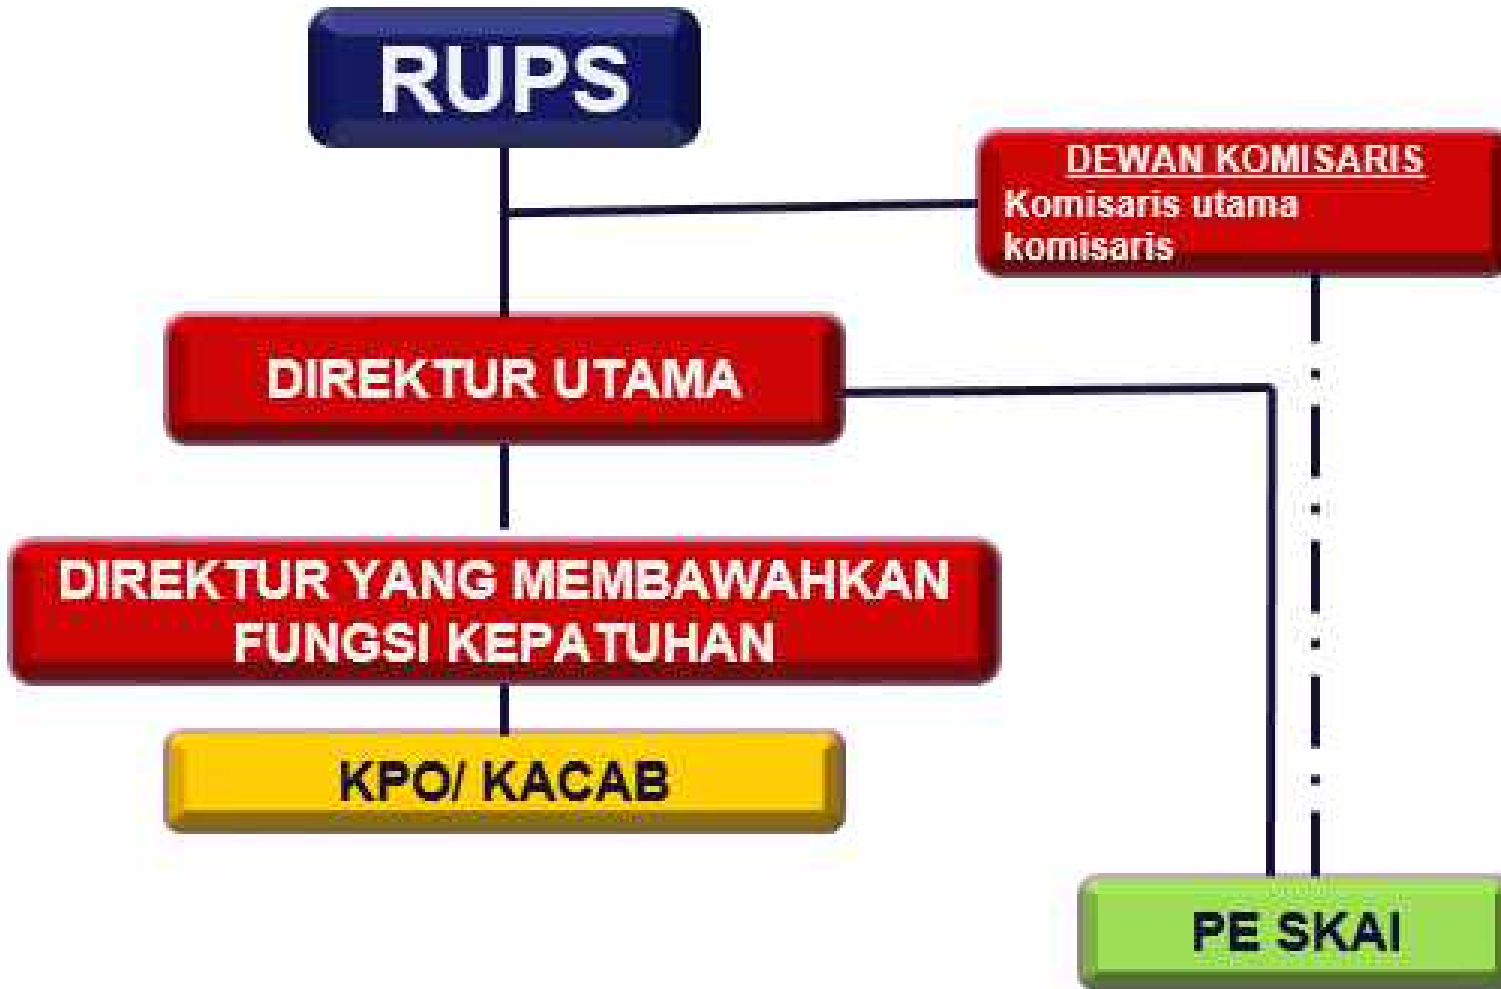 RUPS
DEWAN KOMISARIS
Komisaris utama
komisaris
DIREKTUR UTAMA
DIREKTUR YANG MEMBAWAHKAN
FUNGSI KEPATUHAN
KPO/ KACAB
PE SKAI